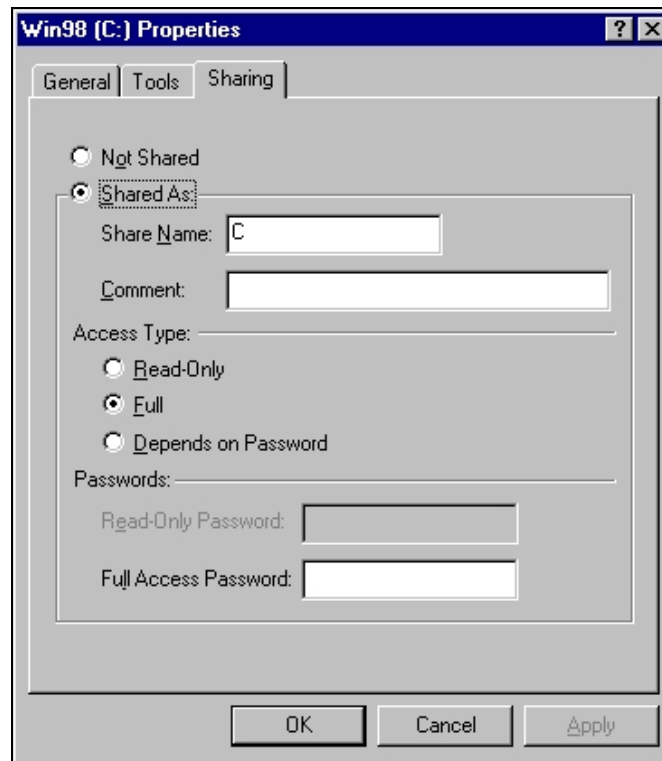 Win98 (C:) Properties
General Tools Sharing
Not Shared
Shared As:
Share Name: C
Comment:
Access Type:
Read-Only
Full
Depends on Password
Passwords:
Read-Only Password:
Full Access Password:
OK Cancel Apply